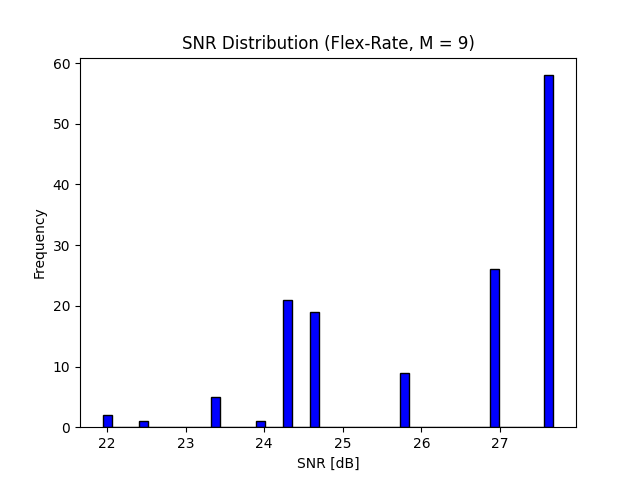 SNR Distribution (Flex-Rate, M = 9)
60
50
40
30
20
10
0
Frequency
22 23 24 25 26 27
SNR [dB]